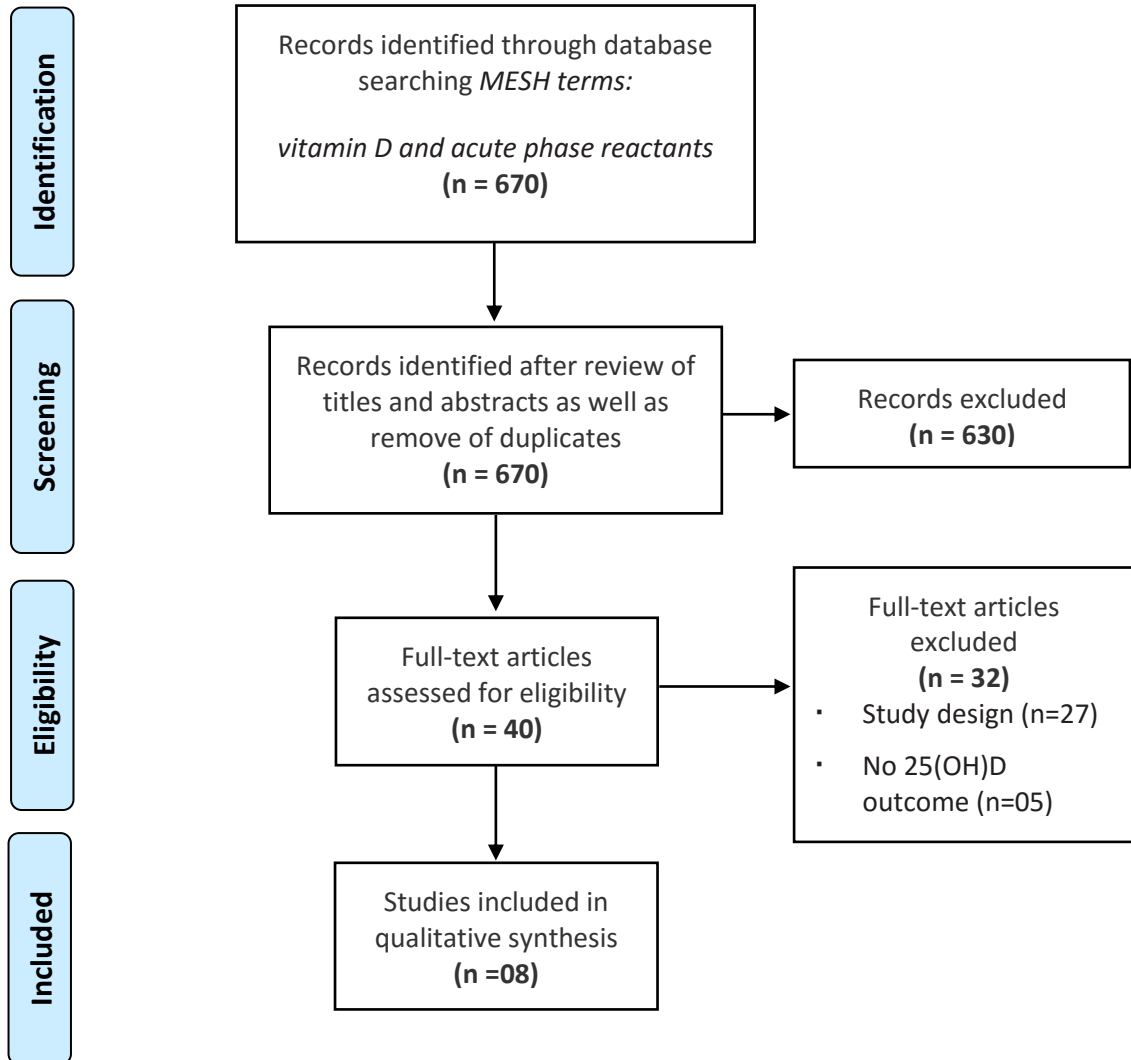 Identification
Records identified through database
searching MESH terms:
vitamin D and acute phase reactants
(n = 670)
Screening
Records identified after review of
titles and abstracts as well as
remove of duplicates
(n = 670)
Records excluded
(n = 630)
Eligibility
Full-text articles
assessed for eligibility
(n = 40)
Full-text articles
excluded
(n = 32)
· Study design (n=27)
· No 25(OH)D
outcome (n=05)
Included
Studies included in
qualitative synthesis
(n =08)